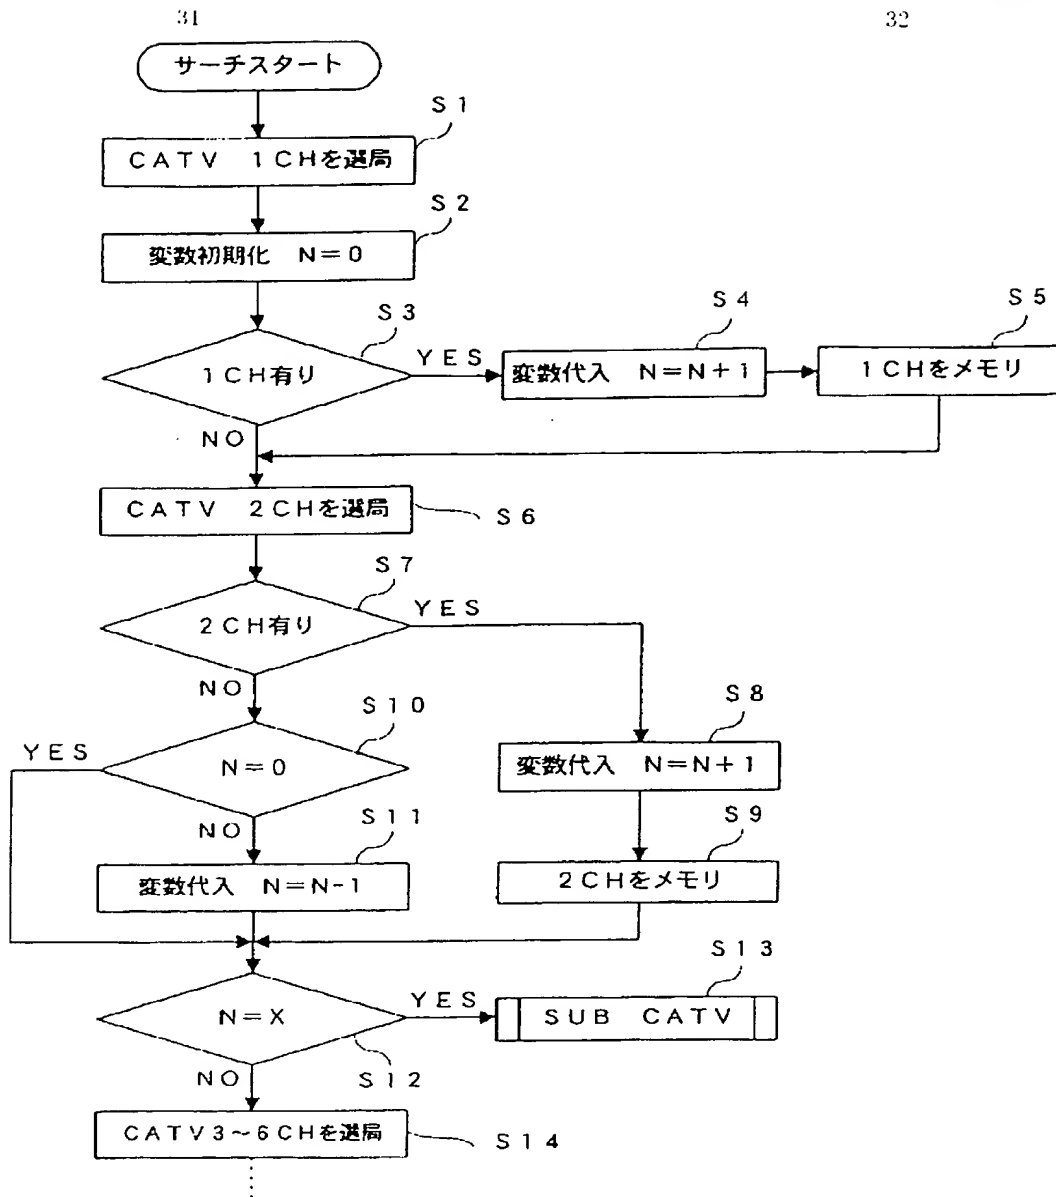 31
32
サーチスタート
S1
CATV 1CHを選局
S2
変数初期化 N=0
S3
1CH有り
YES
NO
S4
変数代入 N=N+1
S5
1CHをメモリ
CATV 2CHを選局
S6
S7
2CH有り
YES
NO
S8
変数代入 N=N+1
S9
2CHをメモリ
S10
N=0
YES
NO
S11
変数代入 N=N-1
N=X
YES
S12
NO
S13
SUB CATV
CATV3~6CHを選局
S14